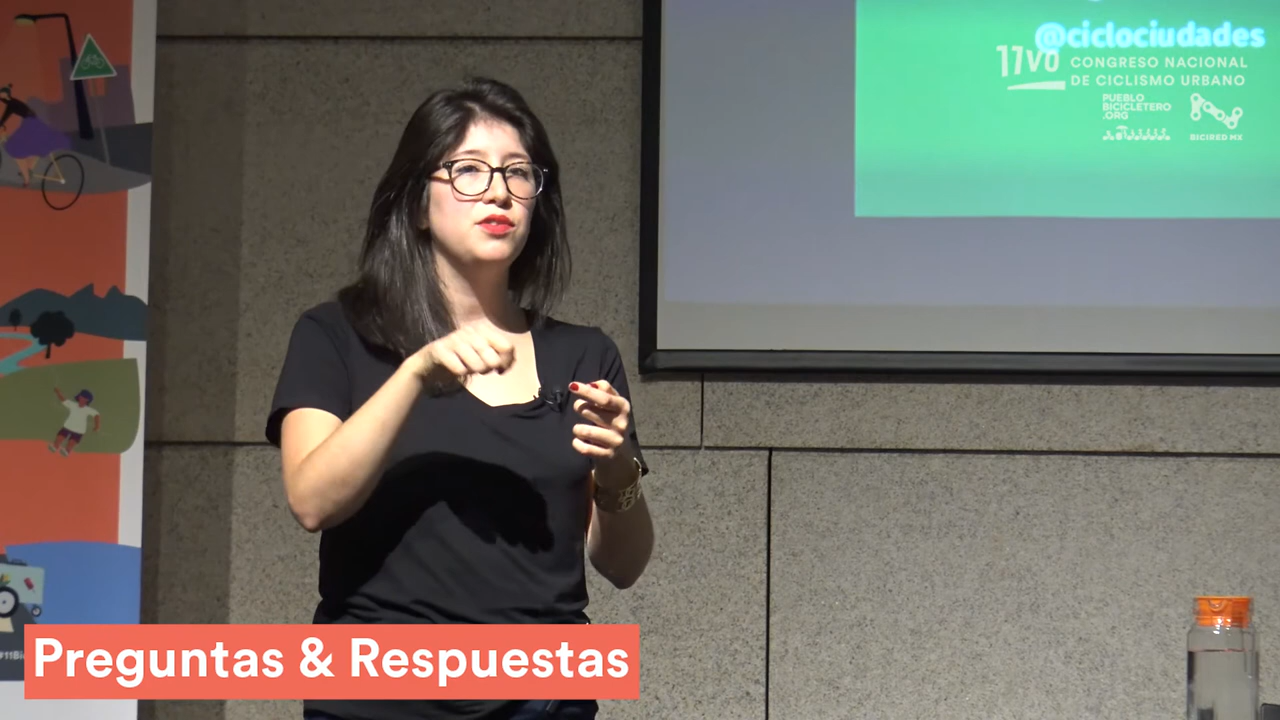 @ciclociudades
11vo
CONGRESO NACIONAL
DE CICLISMO URBANO
PUEBLO
BICICLETERO
.ORG
BICIRED MX
Preguntas & Respuestas